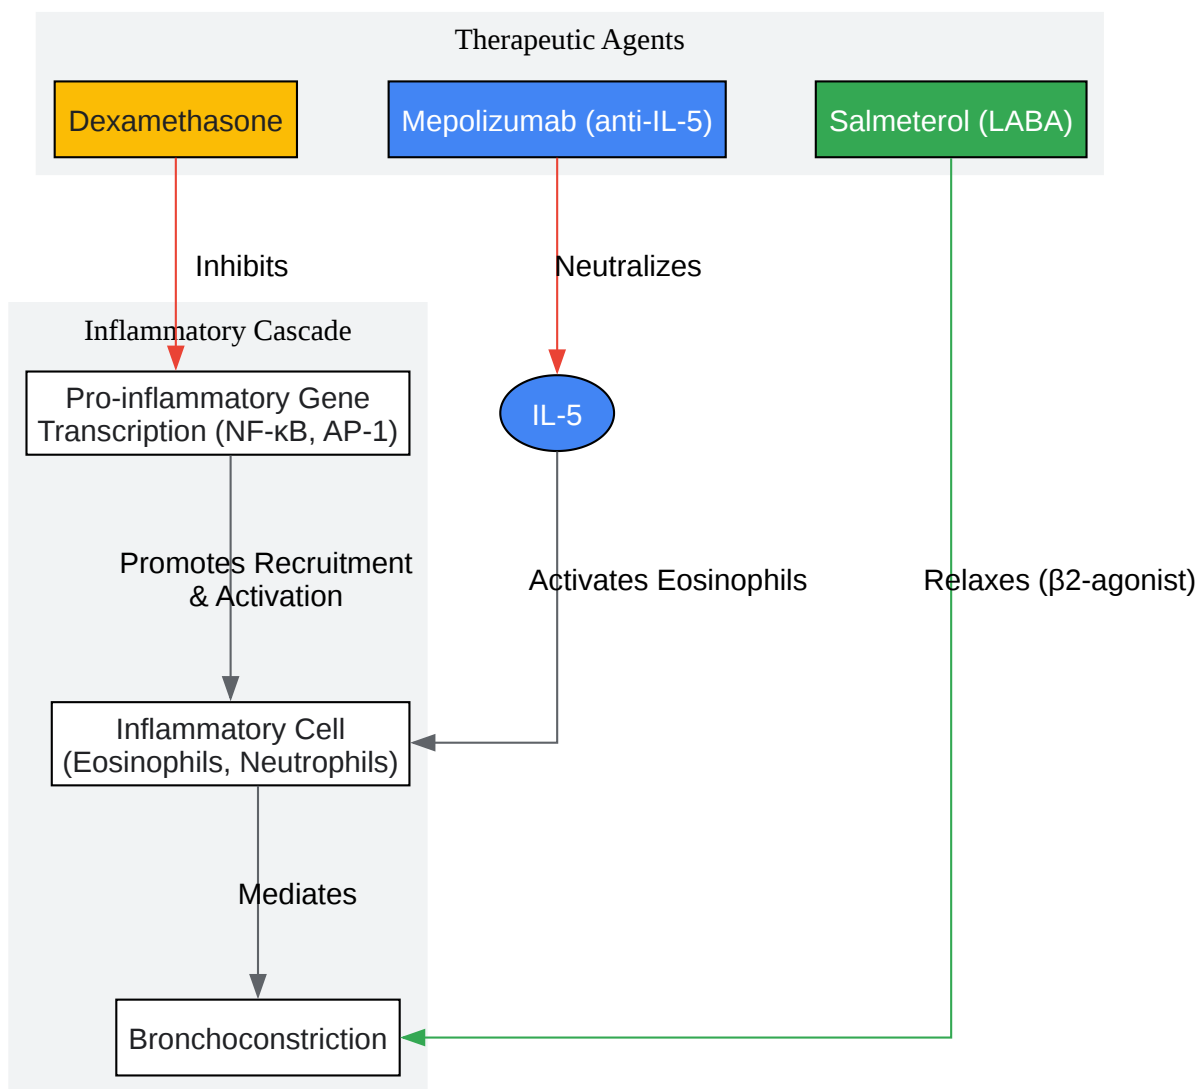 Therapeutic Agents
Dexamethasone
Mepolizumab (anti-IL-5)
Salmeterol (LABA)
Inhibits
Neutralizes
Inflammatory Cascade
Pro-inflammatory Gene
Transcription (NF-κB, AP-1)
IL-5
Promotes Recruitment
& Activation
Activates Eosinophils
Relaxes (β2-agonist)
Inflammatory Cell
(Eosinophils, Neutrophils)
Mediates
Bronchoconstriction